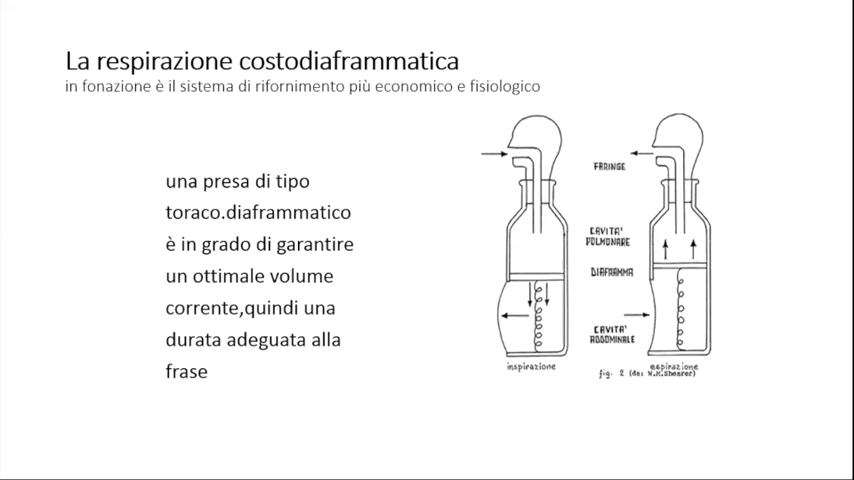 La respirazione costodiaframmatica
in fonazione è il sistema di rifornimento più economico e fisiologico
una presa di tipo
toraco.diaframmatico
è in grado di garantire
un ottimale volume
corrente,quindi una
durata adeguata alla
frase
FARINGE
CAVITA'
POLMONARE
DIAFRAMMA
CAVITA'
ADDOMINALE
inspirazione
espirazione
fig. 2 (da: W.M.Shearer)